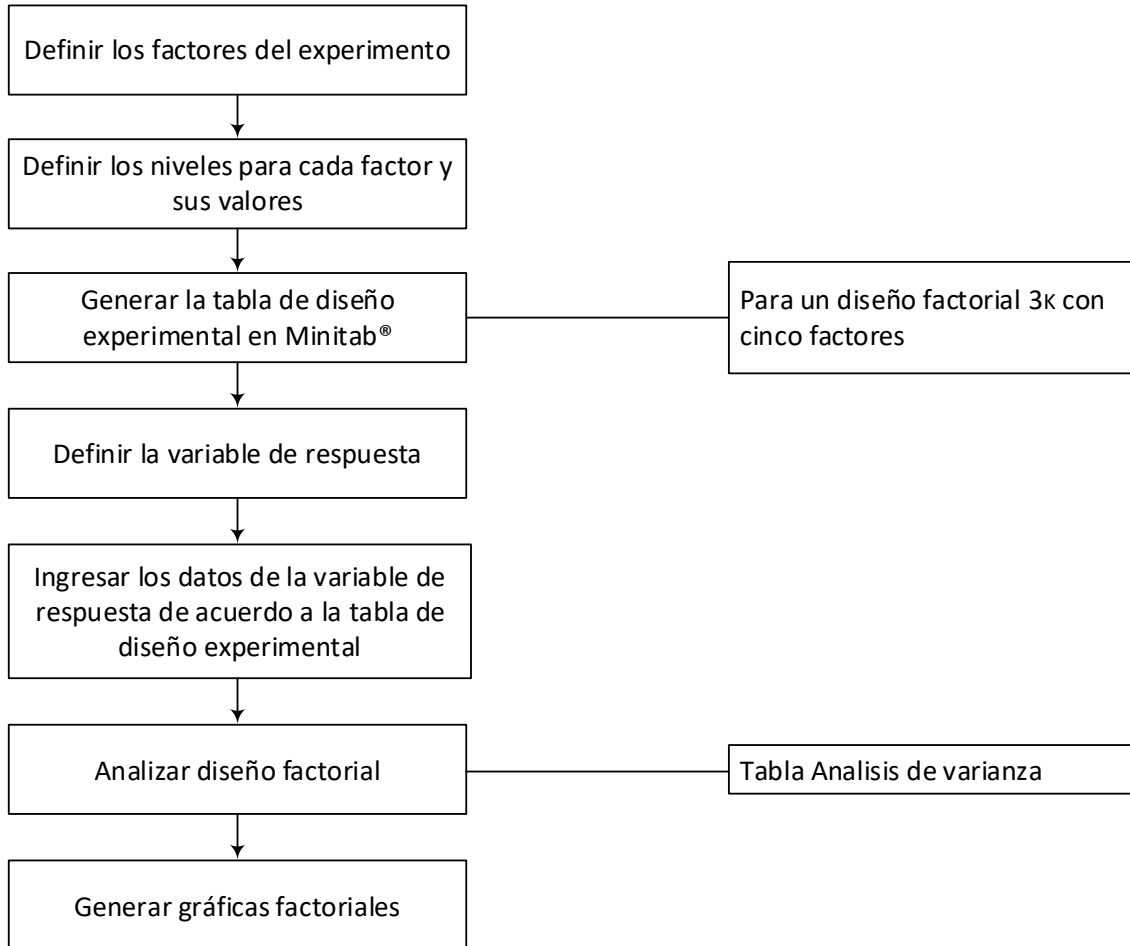 Definir los factores del experimento
Definir los niveles para cada factor y
sus valores
Generar la tabla de diseño
experimental en Minitab®
Para un diseño factorial 3ᴋ con
cinco factores
Definir la variable de respuesta
Ingresar los datos de la variable de
respuesta de acuerdo a la tabla de
diseño experimental
Analizar diseño factorial
Tabla Analisis de varianza
Generar gráficas factoriales